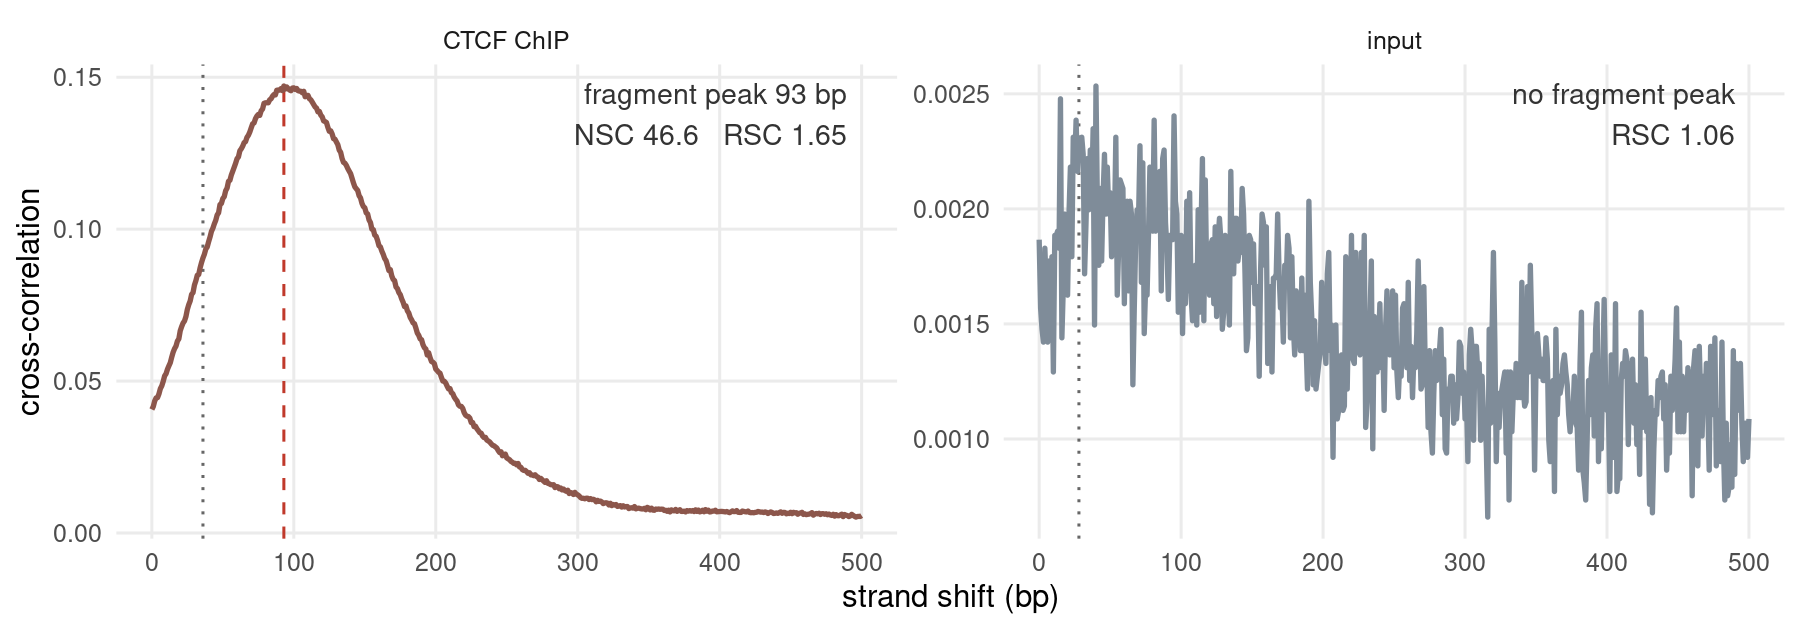 CTCF ChIP
fragment peak 93 bp
NSC 46.6 RSC 1.65
0.15
0.10
0.05
0.00
0
100
200
300
400
500
cross-correlation
input
no fragment peak
RSC 1.06
0.0025
0.0020
0.0015
0.0010
0
100
200
300
400
500
strand shift (bp)